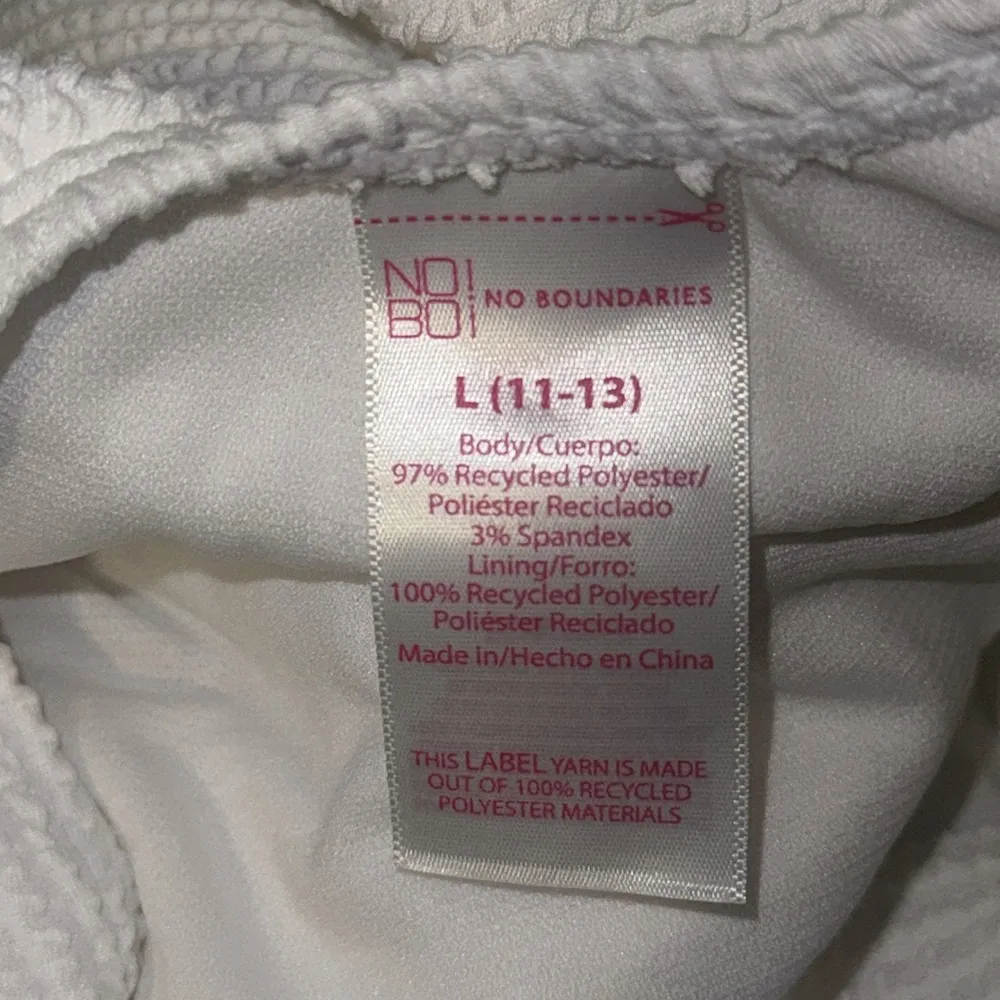 NO
BO
NO BOUNDARIES
L (11-13)
Body/Cuerpo:
97% Recycled Polyester/
Poliéster Reciclado
3% Spandex
Lining/Forro:
100% Recycled Polyester/
Poliéster Reciclado
Made in/Hecho en China
THIS LABEL YARN IS MADE
OUT OF 100% RECYCLED
POLYESTER MATERIALS